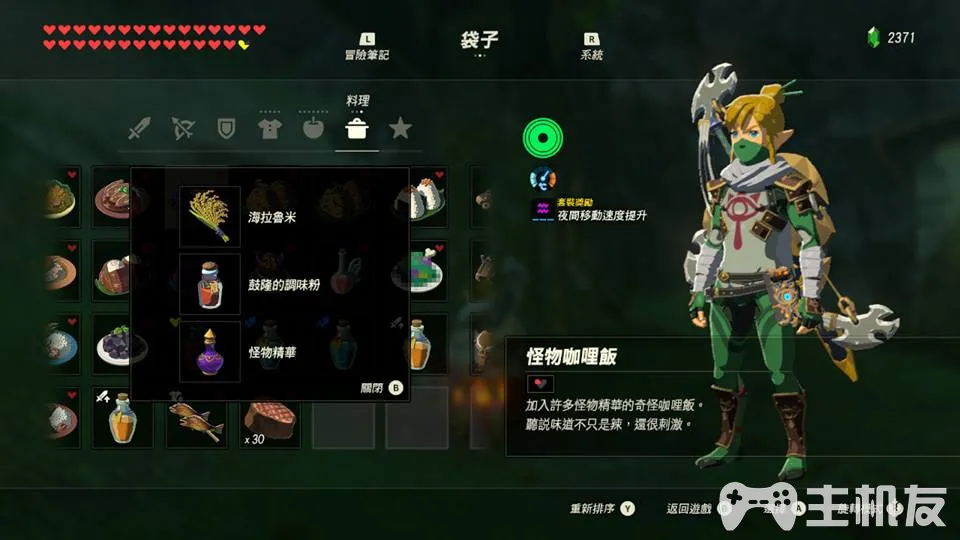 L
冒險筆記
袋子
R
系統
2371
料理
海拉魯米
鼓隆的調味粉
怪物精華
關閉 B
x30
套裝獎勵
夜間移動速度提升
怪物咖哩飯
加入許多怪物精華的奇怪咖哩飯。
聽説味道不只是辣，還很刺激。
重新排序 Y
返回遊戲 B
選擇 A
主机友